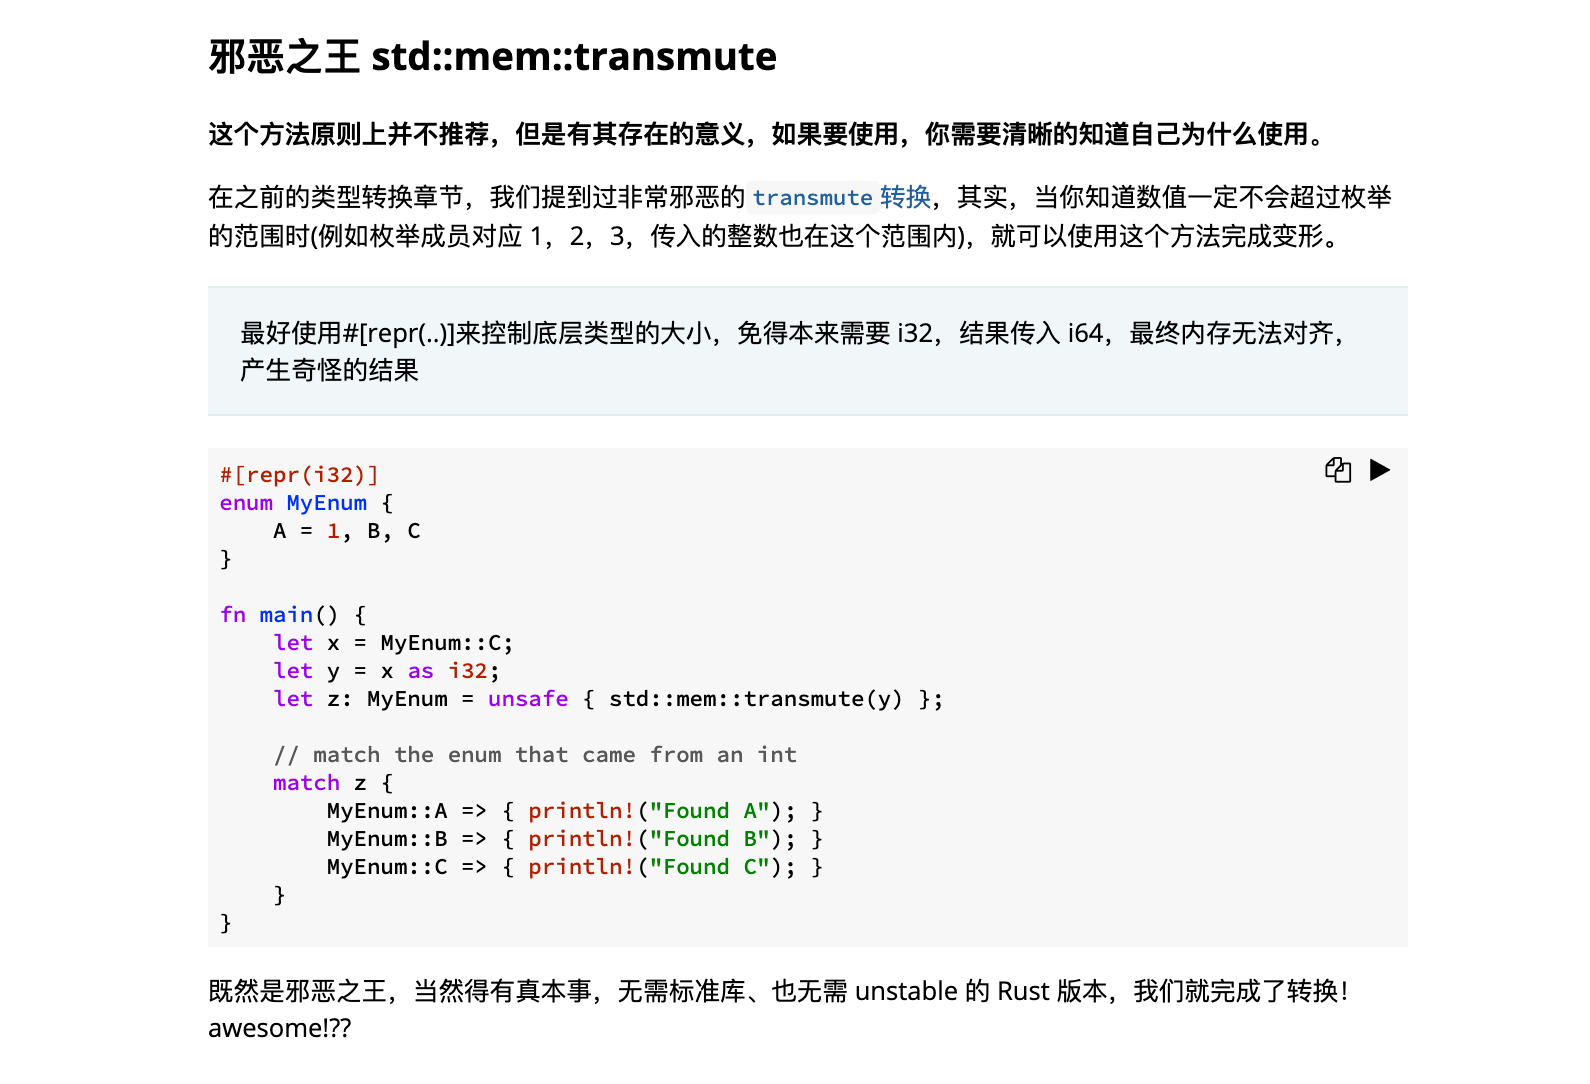 邪恶之王 std::mem::transmute
这个方法原则上并不推荐，但是有其存在的意义，如果要使用，你需要清晰的知道自己为什么使用。
在之前的类型转换章节，我们提到过非常邪恶的transmute转换，其实，当你知道数值一定不会超过枚举
的范围时(例如枚举成员对应 1，2，3，传入的整数也在这个范围内)，就可以使用这个方法完成变形。
最好使用#[repr(..)]来控制底层类型的大小，免得本来需要 i32，结果传入 i64，最终内存无法对齐，
产生奇怪的结果
#[repr(i32)]
enum MyEnum {
    A = 1, B, C
}
fn main() {
    let x = MyEnum::C;
    let y = x as i32;
    let z: MyEnum = unsafe { std::mem::transmute(y) };
    // match the enum that came from an int
    match z {
        MyEnum::A => { println!("Found A"); }
        MyEnum::B => { println!("Found B"); }
        MyEnum::C => { println!("Found C"); }
    }
}
既然是邪恶之王，当然得有真本事，无需标准库、也无需 unstable 的 Rust 版本，我们就完成了转换！
awesome!??